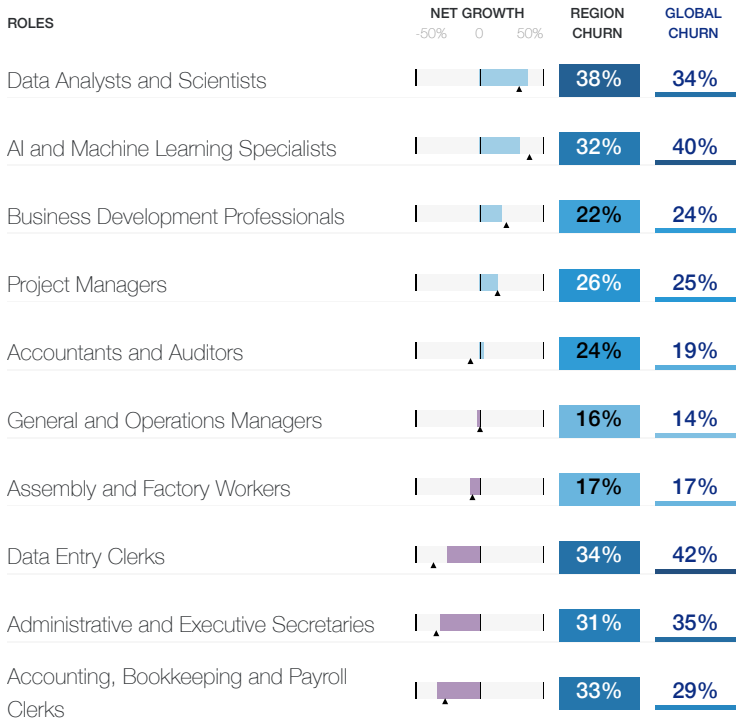 ROLES NET GROWTH REGION CHURN GLOBAL CHURN
-50% 0 50%
Data Analysts and Scientists 38% 34%
AI and Machine Learning Specialists 32% 40%
Business Development Professionals 22% 24%
Project Managers 26% 25%
Accountants and Auditors 24% 19%
General and Operations Managers 16% 14%
Assembly and Factory Workers 17% 17%
Data Entry Clerks 34% 42%
Administrative and Executive Secretaries 31% 35%
Accounting, Bookkeeping and Payroll
Clerks 33% 29%